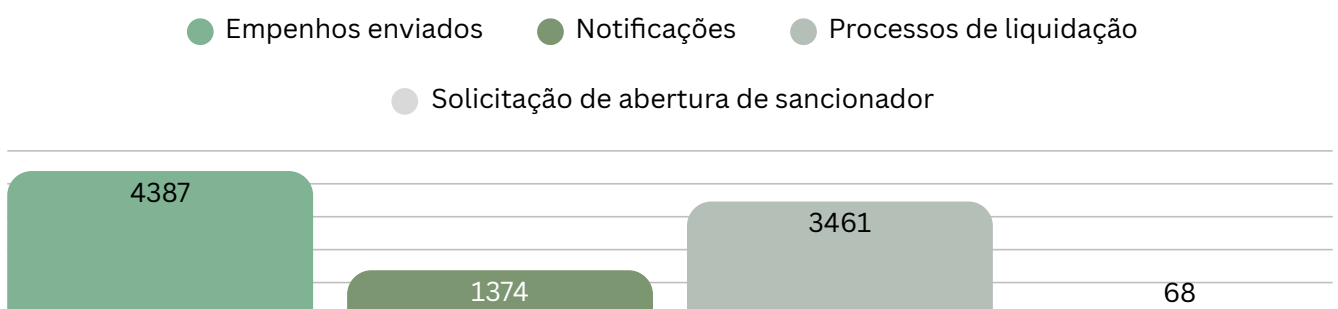 Empenhos enviados Notificações Processos de liquidação
Solicitação de abertura de sancionador
4387
3461
1374
68